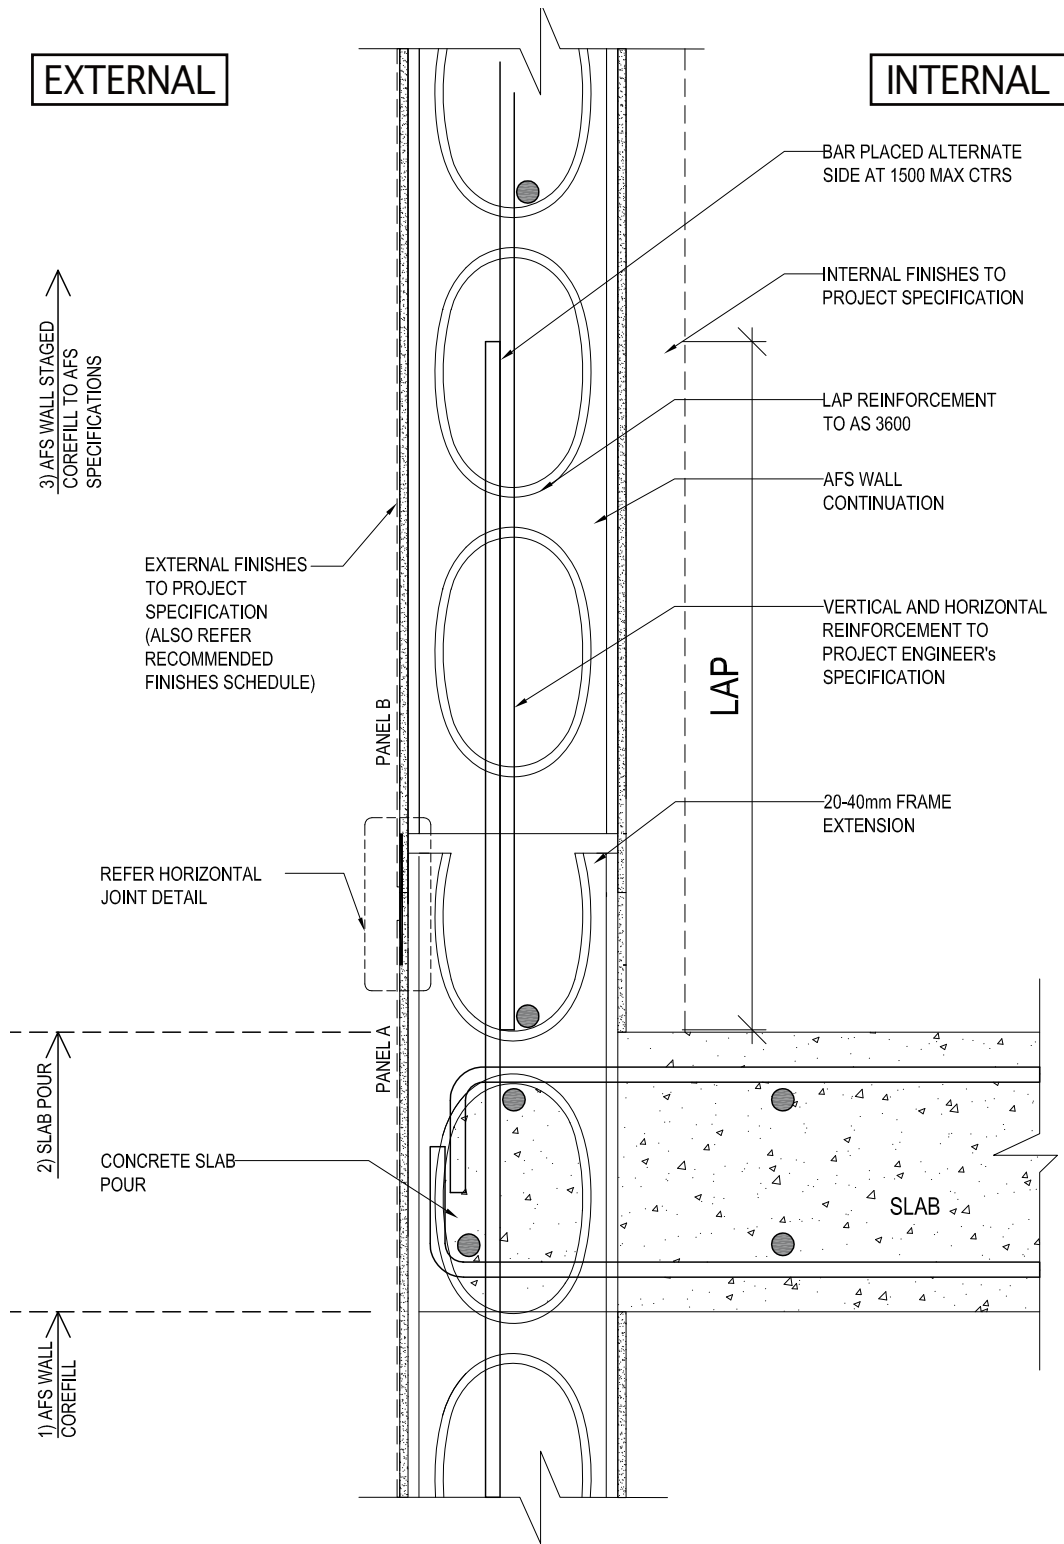 EXTERNAL
INTERNAL
BAR PLACED ALTERNATE
SIDE AT 1500 MAX CTRS
INTERNAL FINISHES TO
PROJECT SPECIFICATION
3) AFS WALL STAGED
COREFILL TO AFS
SPECIFICATIONS
LAP REINFORCEMENT
TO AS 3600
AFS WALL
CONTINUATION
EXTERNAL FINISHES
TO PROJECT
SPECIFICATION
(ALSO REFER
RECOMMENDED
FINISHES SCHEDULE)
VERTICAL AND HORIZONTAL
REINFORCEMENT TO
PROJECT ENGINEER's
SPECIFICATION
LAP
PANEL B
20-40mm FRAME
EXTENSION
REFER HORIZONTAL
JOINT DETAIL
PANEL A
2) SLAB POUR
CONCRETE SLAB
POUR
SLAB
1) AFS WALL
COREFILL